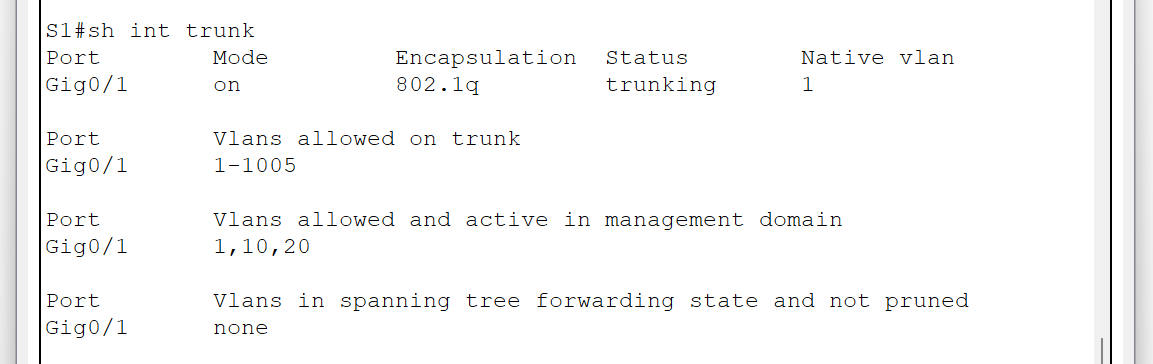 S1#sh int trunk
Port        Mode         Encapsulation  Status        Native vlan
Gig0/1      on           802.1q         trunking      1
Port        Vlans allowed on trunk
Gig0/1      1-1005
Port        Vlans allowed and active in management domain
Gig0/1      1,10,20
Port        Vlans in spanning tree forwarding state and not pruned
Gig0/1      none